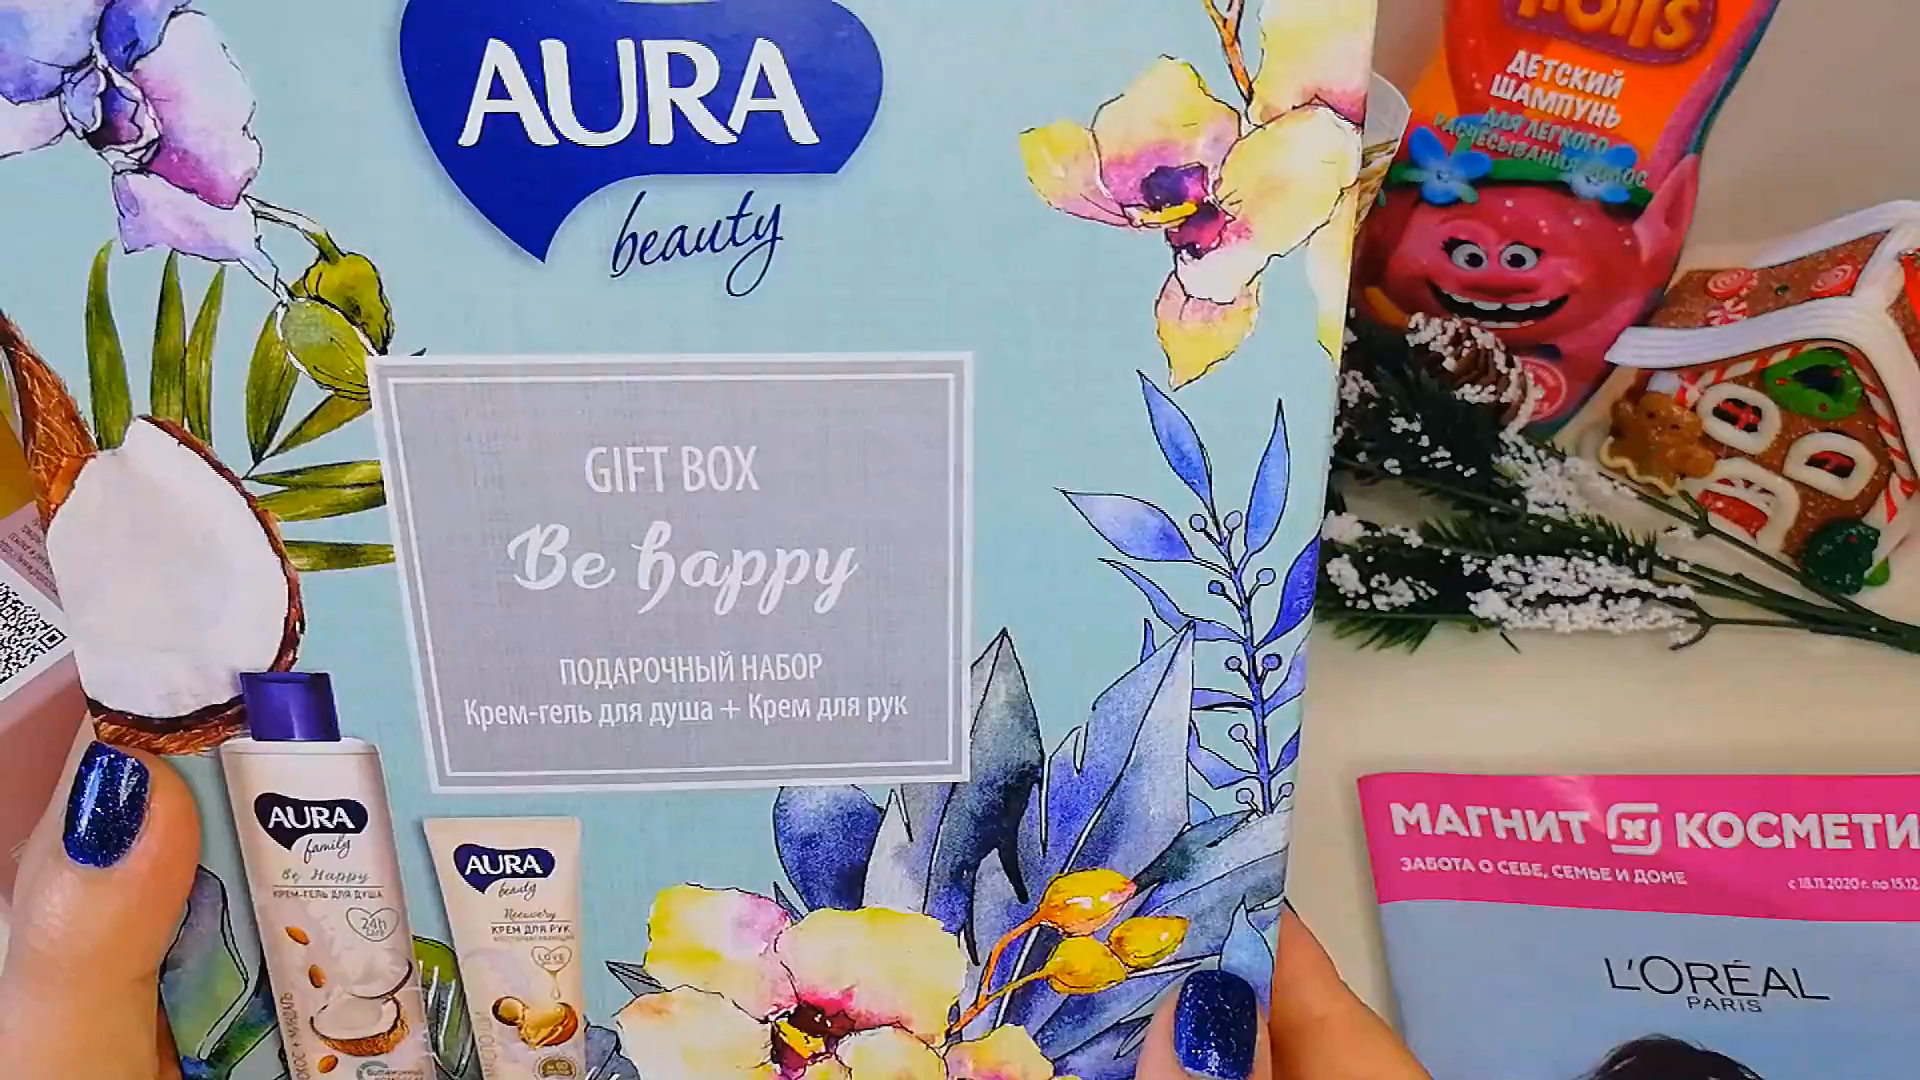 AURA
beauty
GIFT BOX
Be happy
ПОДАРОЧНЫЙ НАБОР
Крем-гель для душа + Крем для рук
AURA
family
Be Happy
КРЕМ-ГЕЛЬ ДЛЯ ДУША
24h
AURA
beauty
Recovery
КРЕМ ДЛЯ РУК
LOVE
trolls
ДЕТСКИЙ
ШАМПУНЬ
ДЛЯ ЛЕГКОГО
РАСЧЕСЫВАНИЯ ВОЛОС
МАГНИТ КОСМЕТИ
ЗАБОТА О СЕБЕ, СЕМЬЕ И ДОМЕ
с 18.11.2020 г. по 15.12
L'ORÉAL
PARIS